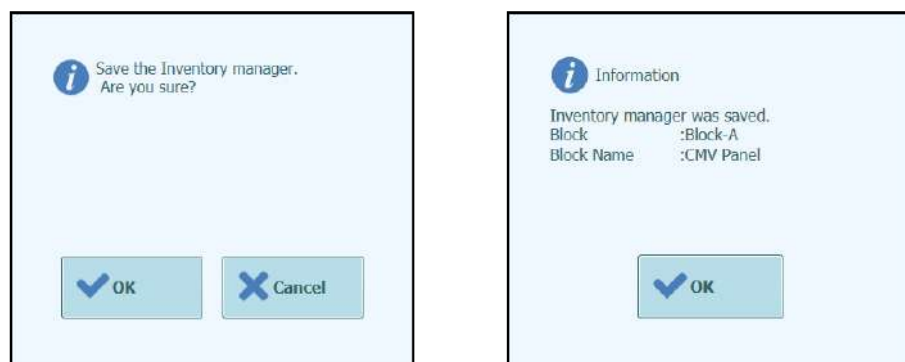 Save the Inventory manager.
Are you sure?
OK
Cancel
Information
Inventory manager was saved.
Block :Block-A
Block Name :CMV Panel
OK